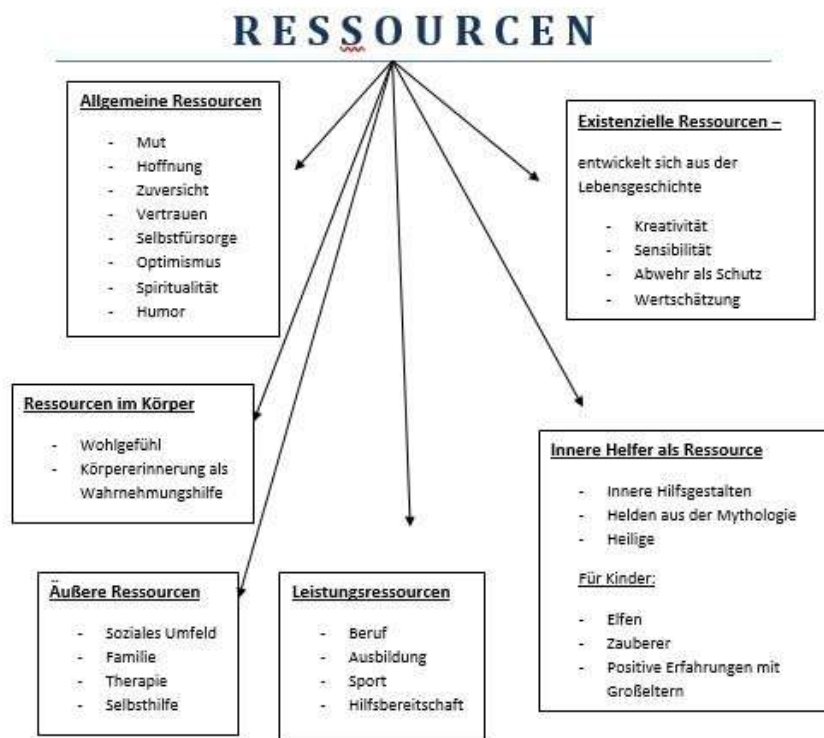 RESSOURCEN
Allgemeine Ressourcen
- Mut
- Hoffnung
- Zuversicht
- Vertrauen
- Selbstfürsorge
- Optimismus
- Spiritualität
- Humor
Existenzielle Ressourcen –
entwickelt sich aus der
Lebensgeschichte
- Kreativität
- Sensibilität
- Abwehr als Schutz
- Wertschätzung
Ressourcen im Körper
- Wohlgefühl
- Körpererinnerung als
Wahrnehmungshilfe
Innere Helfer als Ressource
- Innere Hilfsgestalten
- Helden aus der Mythologie
- Heilige
Für Kinder:
- Elfen
- Zauberer
- Positive Erfahrungen mit
Großeltern
Äußere Ressourcen
- Soziales Umfeld
- Familie
- Therapie
- Selbsthilfe
Leistungsressourcen
- Beruf
- Ausbildung
- Sport
- Hilfsbereitschaft